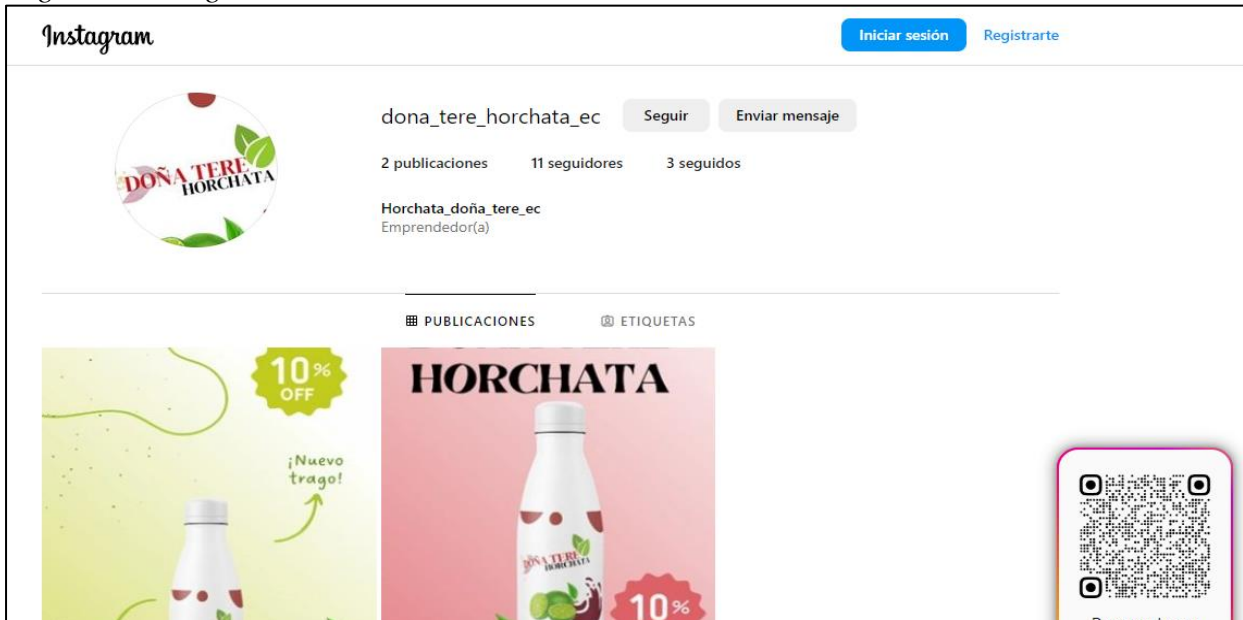 Instagram
Iniciar sesión
Registrarte
dona_tere_horchata_ec
Seguir
Enviar mensaje
2 publicaciones
11 seguidores
3 seguidos
Horchata_doña_tere_ec
Emprendedor(a)
DOÑA TERE
HORCHATA
PUBLICACIONES
ETIQUETAS
10%
OFF
¡Nuevo
trago!
HORCHATA
DOÑA TERE
HORCHATA
10%